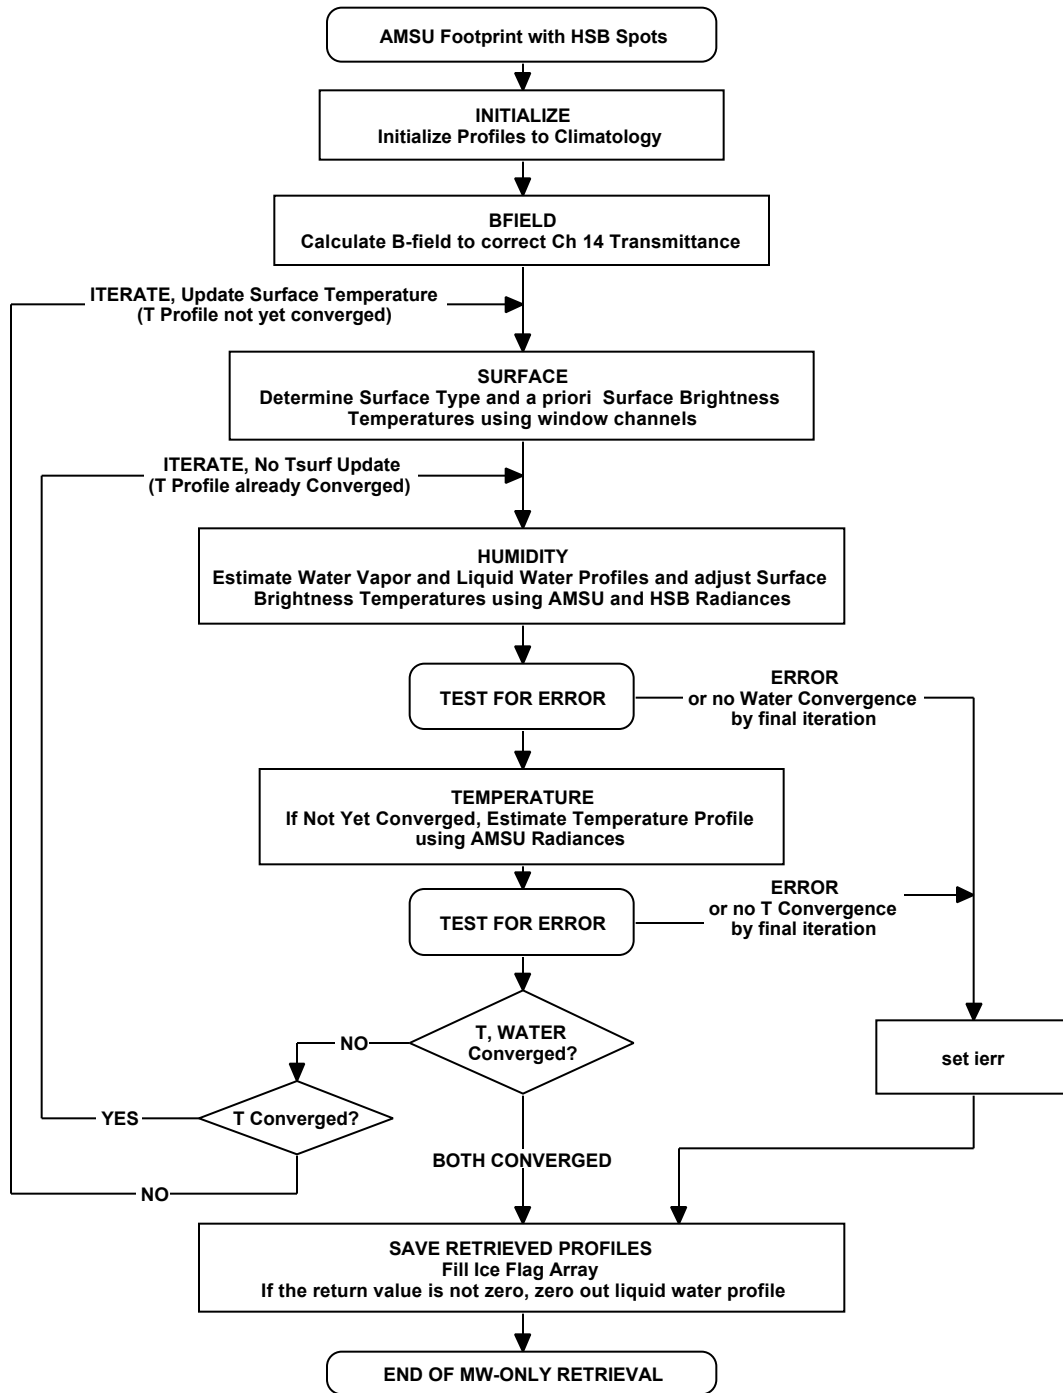 AMSU Footprint with HSB Spots
INITIALIZE
Initialize Profiles to Climatology
BFIELD
Calculate B-field to correct Ch 14 Transmittance
ITERATE, Update Surface Temperature
(T Profile not yet converged)
SURFACE
Determine Surface Type and a priori Surface Brightness
Temperatures using window channels
ITERATE, No Tsurf Update
(T Profile already Converged)
HUMIDITY
Estimate Water Vapor and Liquid Water Profiles and adjust Surface
Brightness Temperatures using AMSU and HSB Radiances
TEST FOR ERROR
ERROR
or no Water Convergence
by final iteration
TEMPERATURE
If Not Yet Converged, Estimate Temperature Profile
using AMSU Radiances
TEST FOR ERROR
ERROR
or no T Convergence
by final iteration
T, WATER
Converged?
NO
set ierr
YES
T Converged?
BOTH CONVERGED
NO
SAVE RETRIEVED PROFILES
Fill Ice Flag Array
If the return value is not zero, zero out liquid water profile
END OF MW-ONLY RETRIEVAL